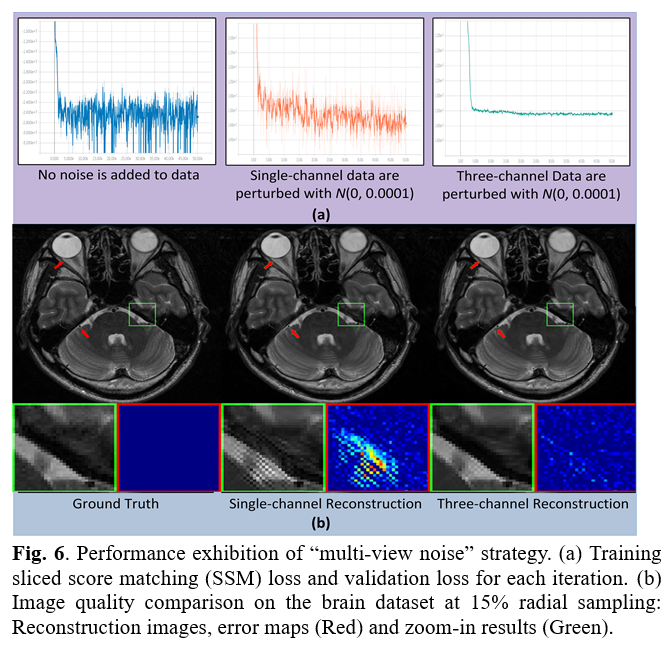 No noise is added to data
Single-channel data are
perturbed with N(0, 0.0001)
Three-channel Data are
perturbed with N(0, 0.0001)
(a)
Ground Truth
Single-channel Reconstruction
Three-channel Reconstruction
(b)
Fig. 6. Performance exhibition of “multi-view noise” strategy. (a) Training
sliced score matching (SSM) loss and validation loss for each iteration. (b)
Image quality comparison on the brain dataset at 15% radial sampling:
Reconstruction images, error maps (Red) and zoom-in results (Green).